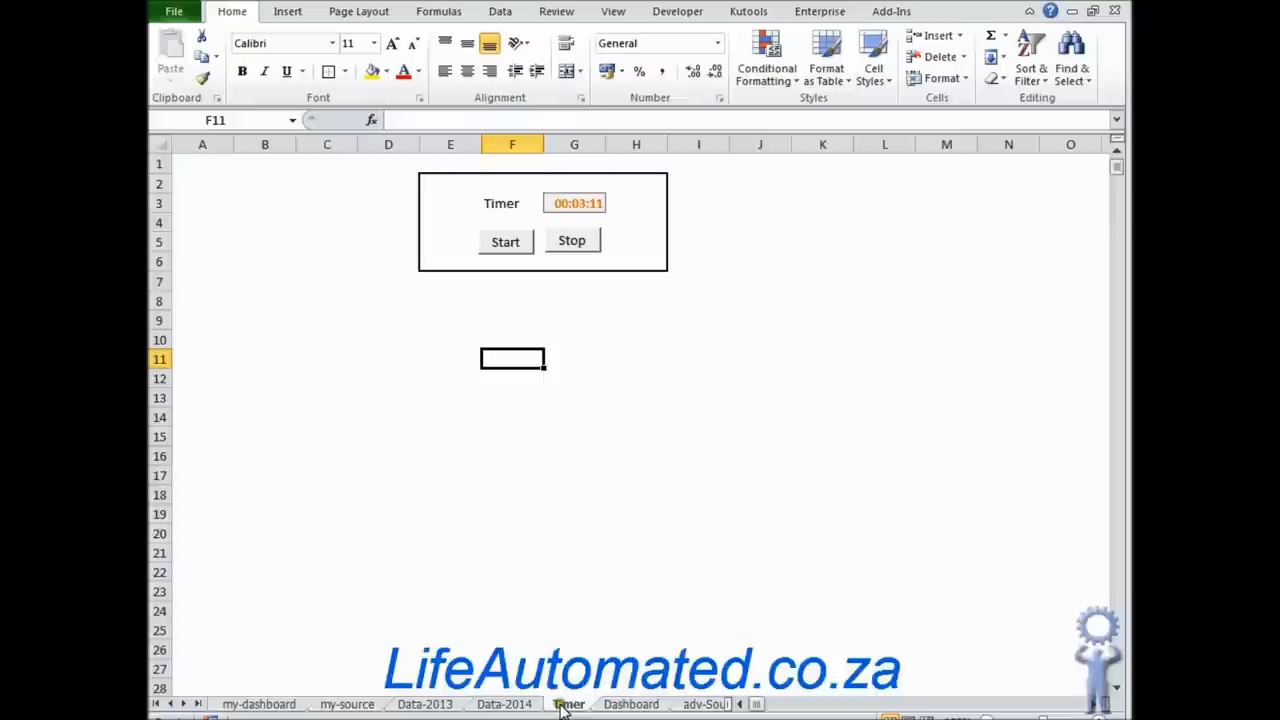 File Home Insert Page Layout Formulas Data Review View Developer Kutools Enterprise Add-Ins
Paste
Calibri 11
General
Conditional Formatting
Format as Table
Cell Styles
Insert
Delete
Format
Sort & Filter
Find & Select
Clipboard Font Alignment Number Styles Cells Editing
F11 fx
A B C D E F G H I J K L M N O
1
2
3 Timer 00:03:11
4
5 Start Stop
6
7
8
9
10
11
12
13
14
15
16
17
18
19
20
21
22
23
24
25
26
27
28
LifeAutomated.co.za
my-dashboard my-source Data-2013 Data-2014 Timer Dashboard